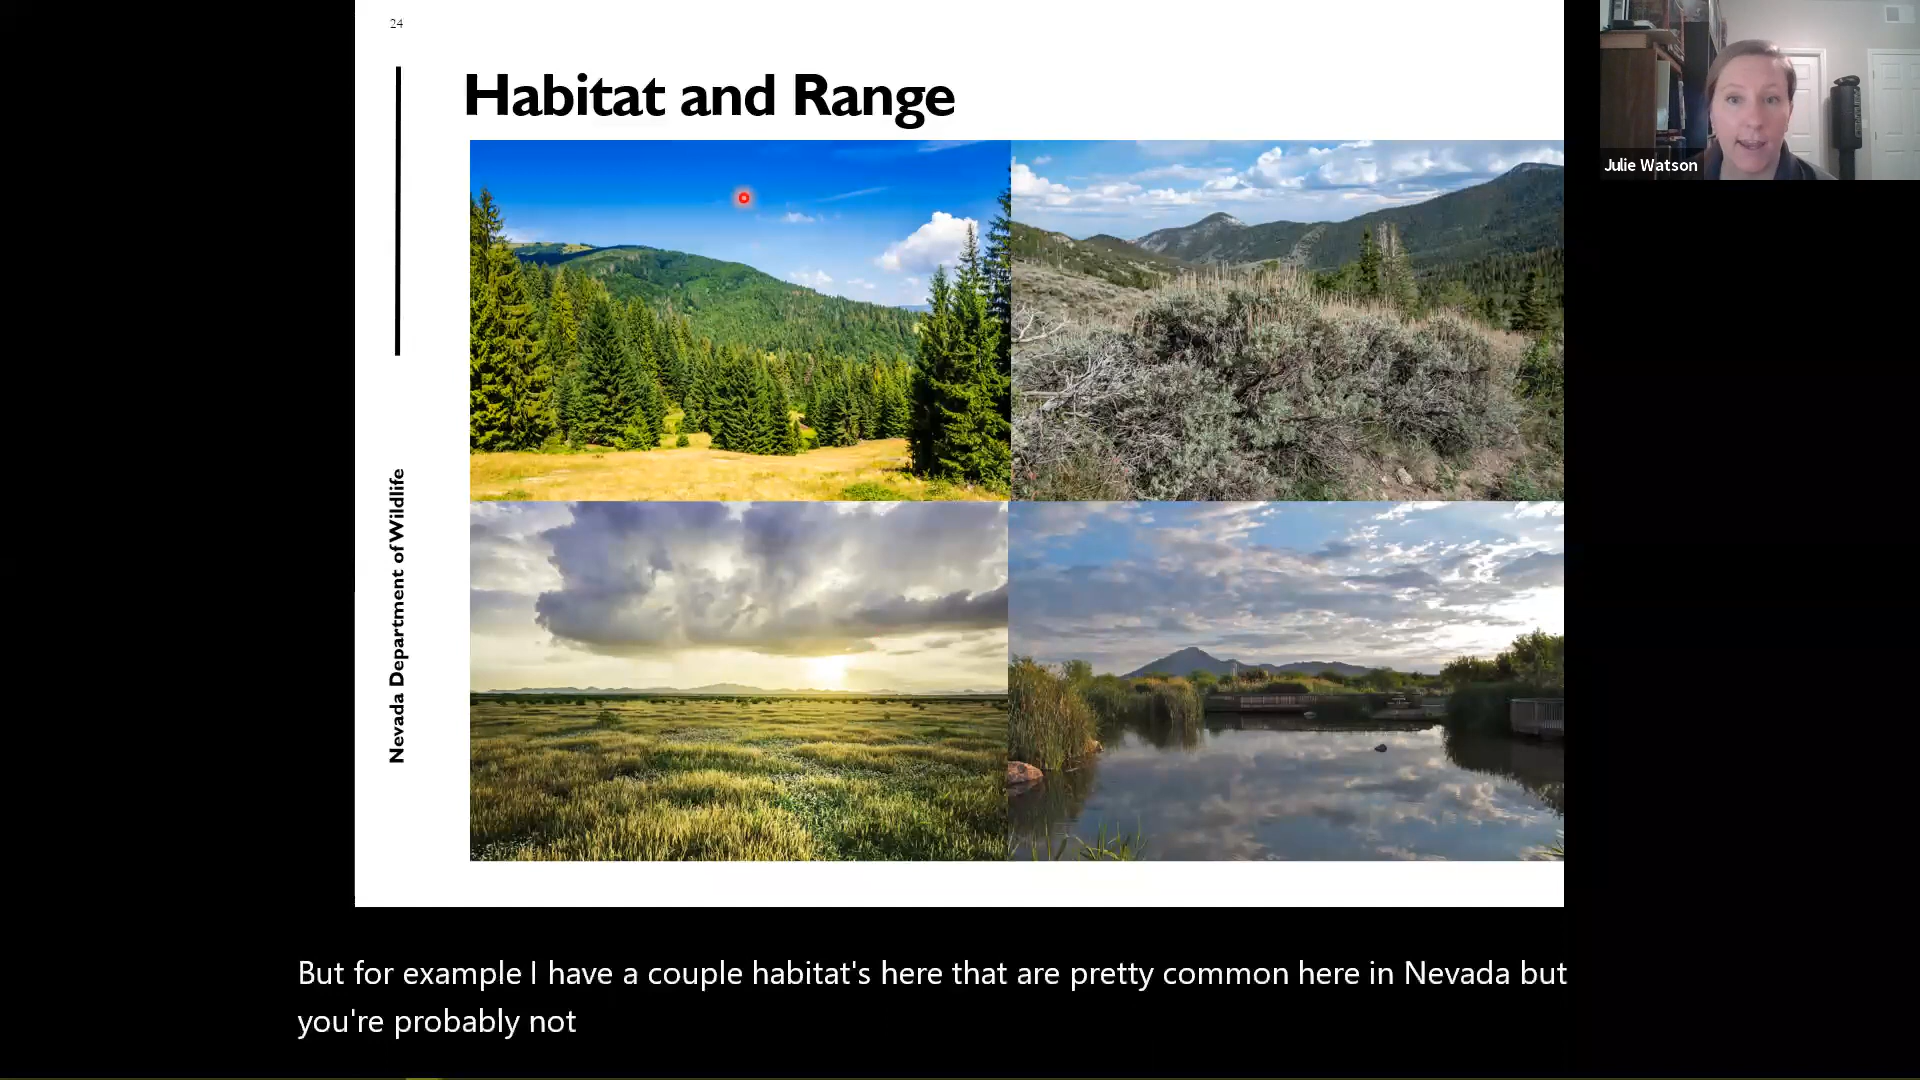 24
Habitat and Range
Nevada Department of Wildlife
Julie Watson
But for example I have a couple habitat's here that are pretty common here in Nevada but
you're probably not